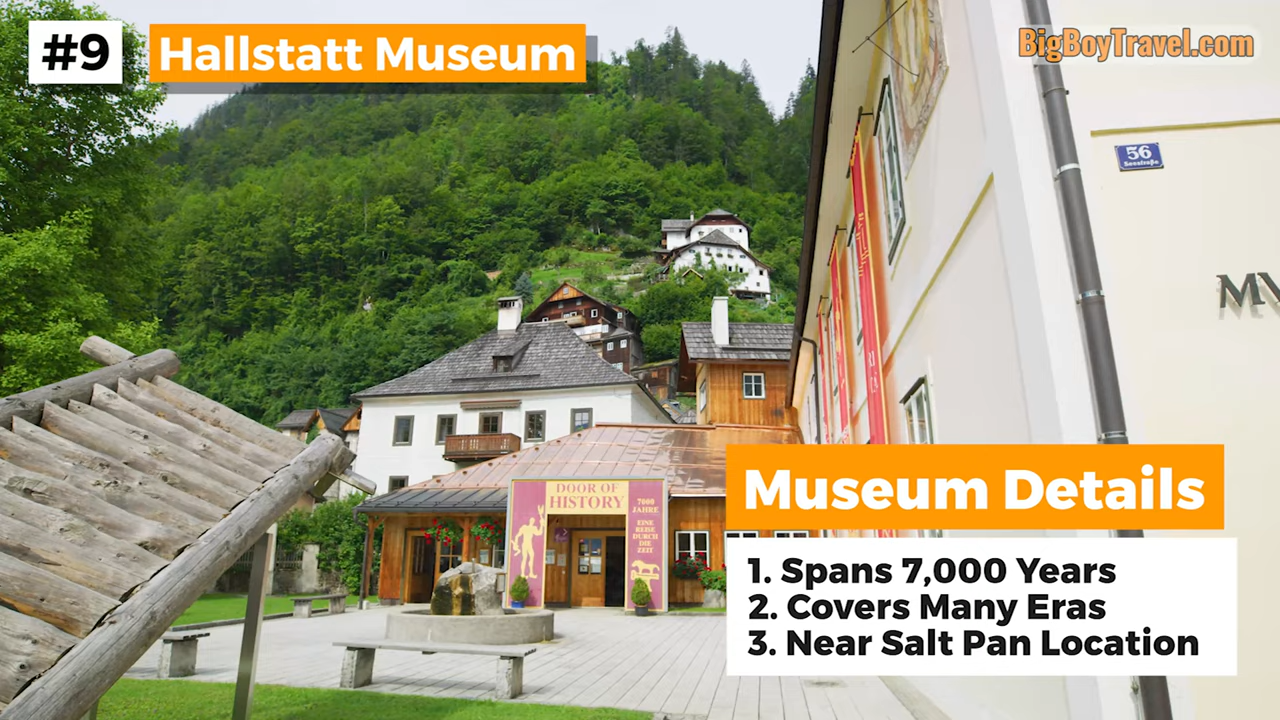 #9
Hallstatt Museum
BigBoyTravel.com
56
Seestraße
DOOR OF
HISTORY
7000
JAHRE
EINE
REISE
DURCH
DIE
ZEIT
Museum Details
1. Spans 7,000 Years
2. Covers Many Eras
3. Near Salt Pan Location